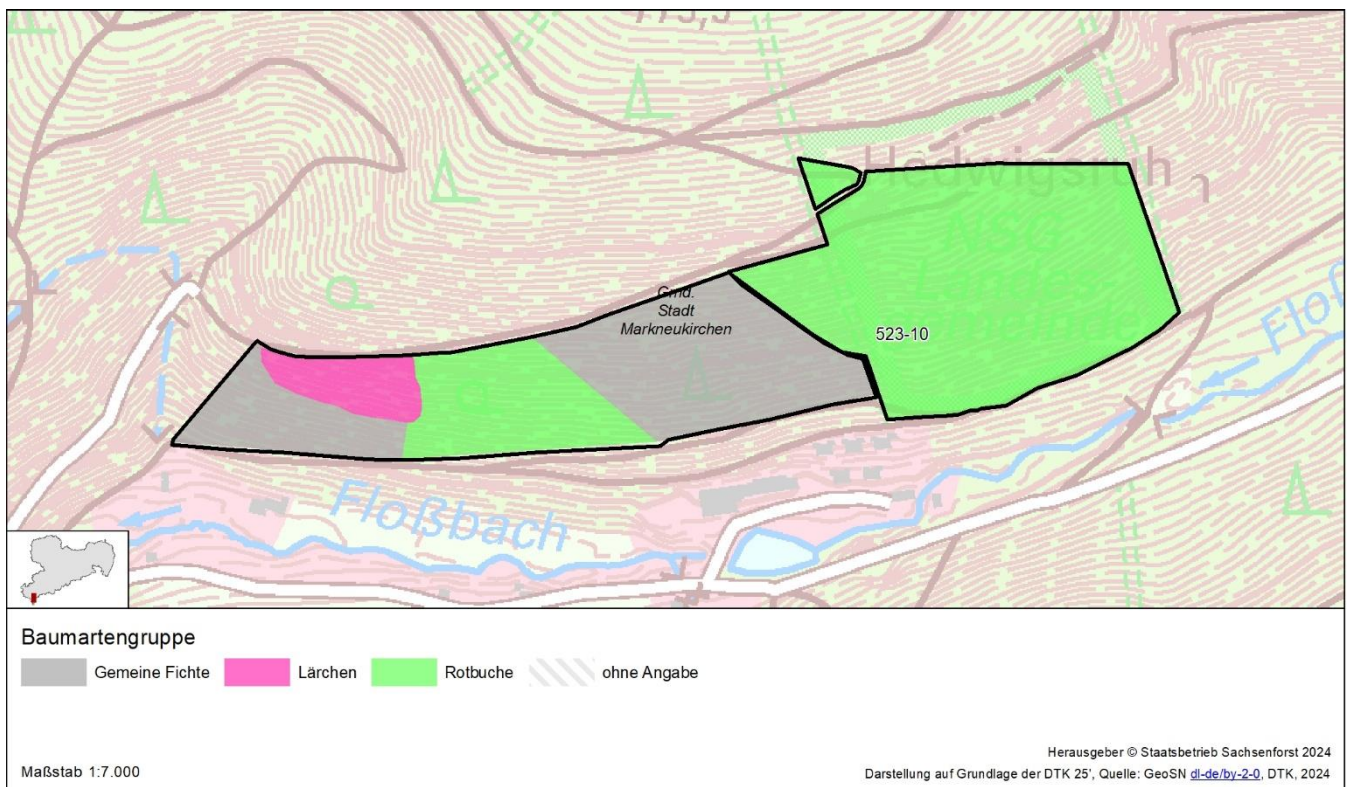 Hedwigsruh
NSG
Gmd.
Stadt
Markneukirchen
523-10
Floßbach
Baumartengruppe
Gemeine Fichte
Lärchen
Rotbuche
ohne Angabe
Herausgeber © Staatsbetrieb Sachsenforst 2024
Maßstab 1:7.000
Darstellung auf Grundlage der DTK 25', Quelle: GeoSN dl-de/by-2-0, DTK, 2024